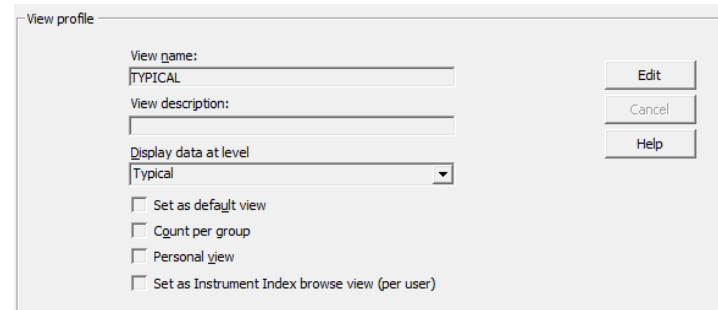 View profile
View name:
TYPICAL
Edit
View description:
Cancel
Display data at level
Help
Typical
Set as default view
Count per group
Personal view
Set as Instrument Index browse view (per user)